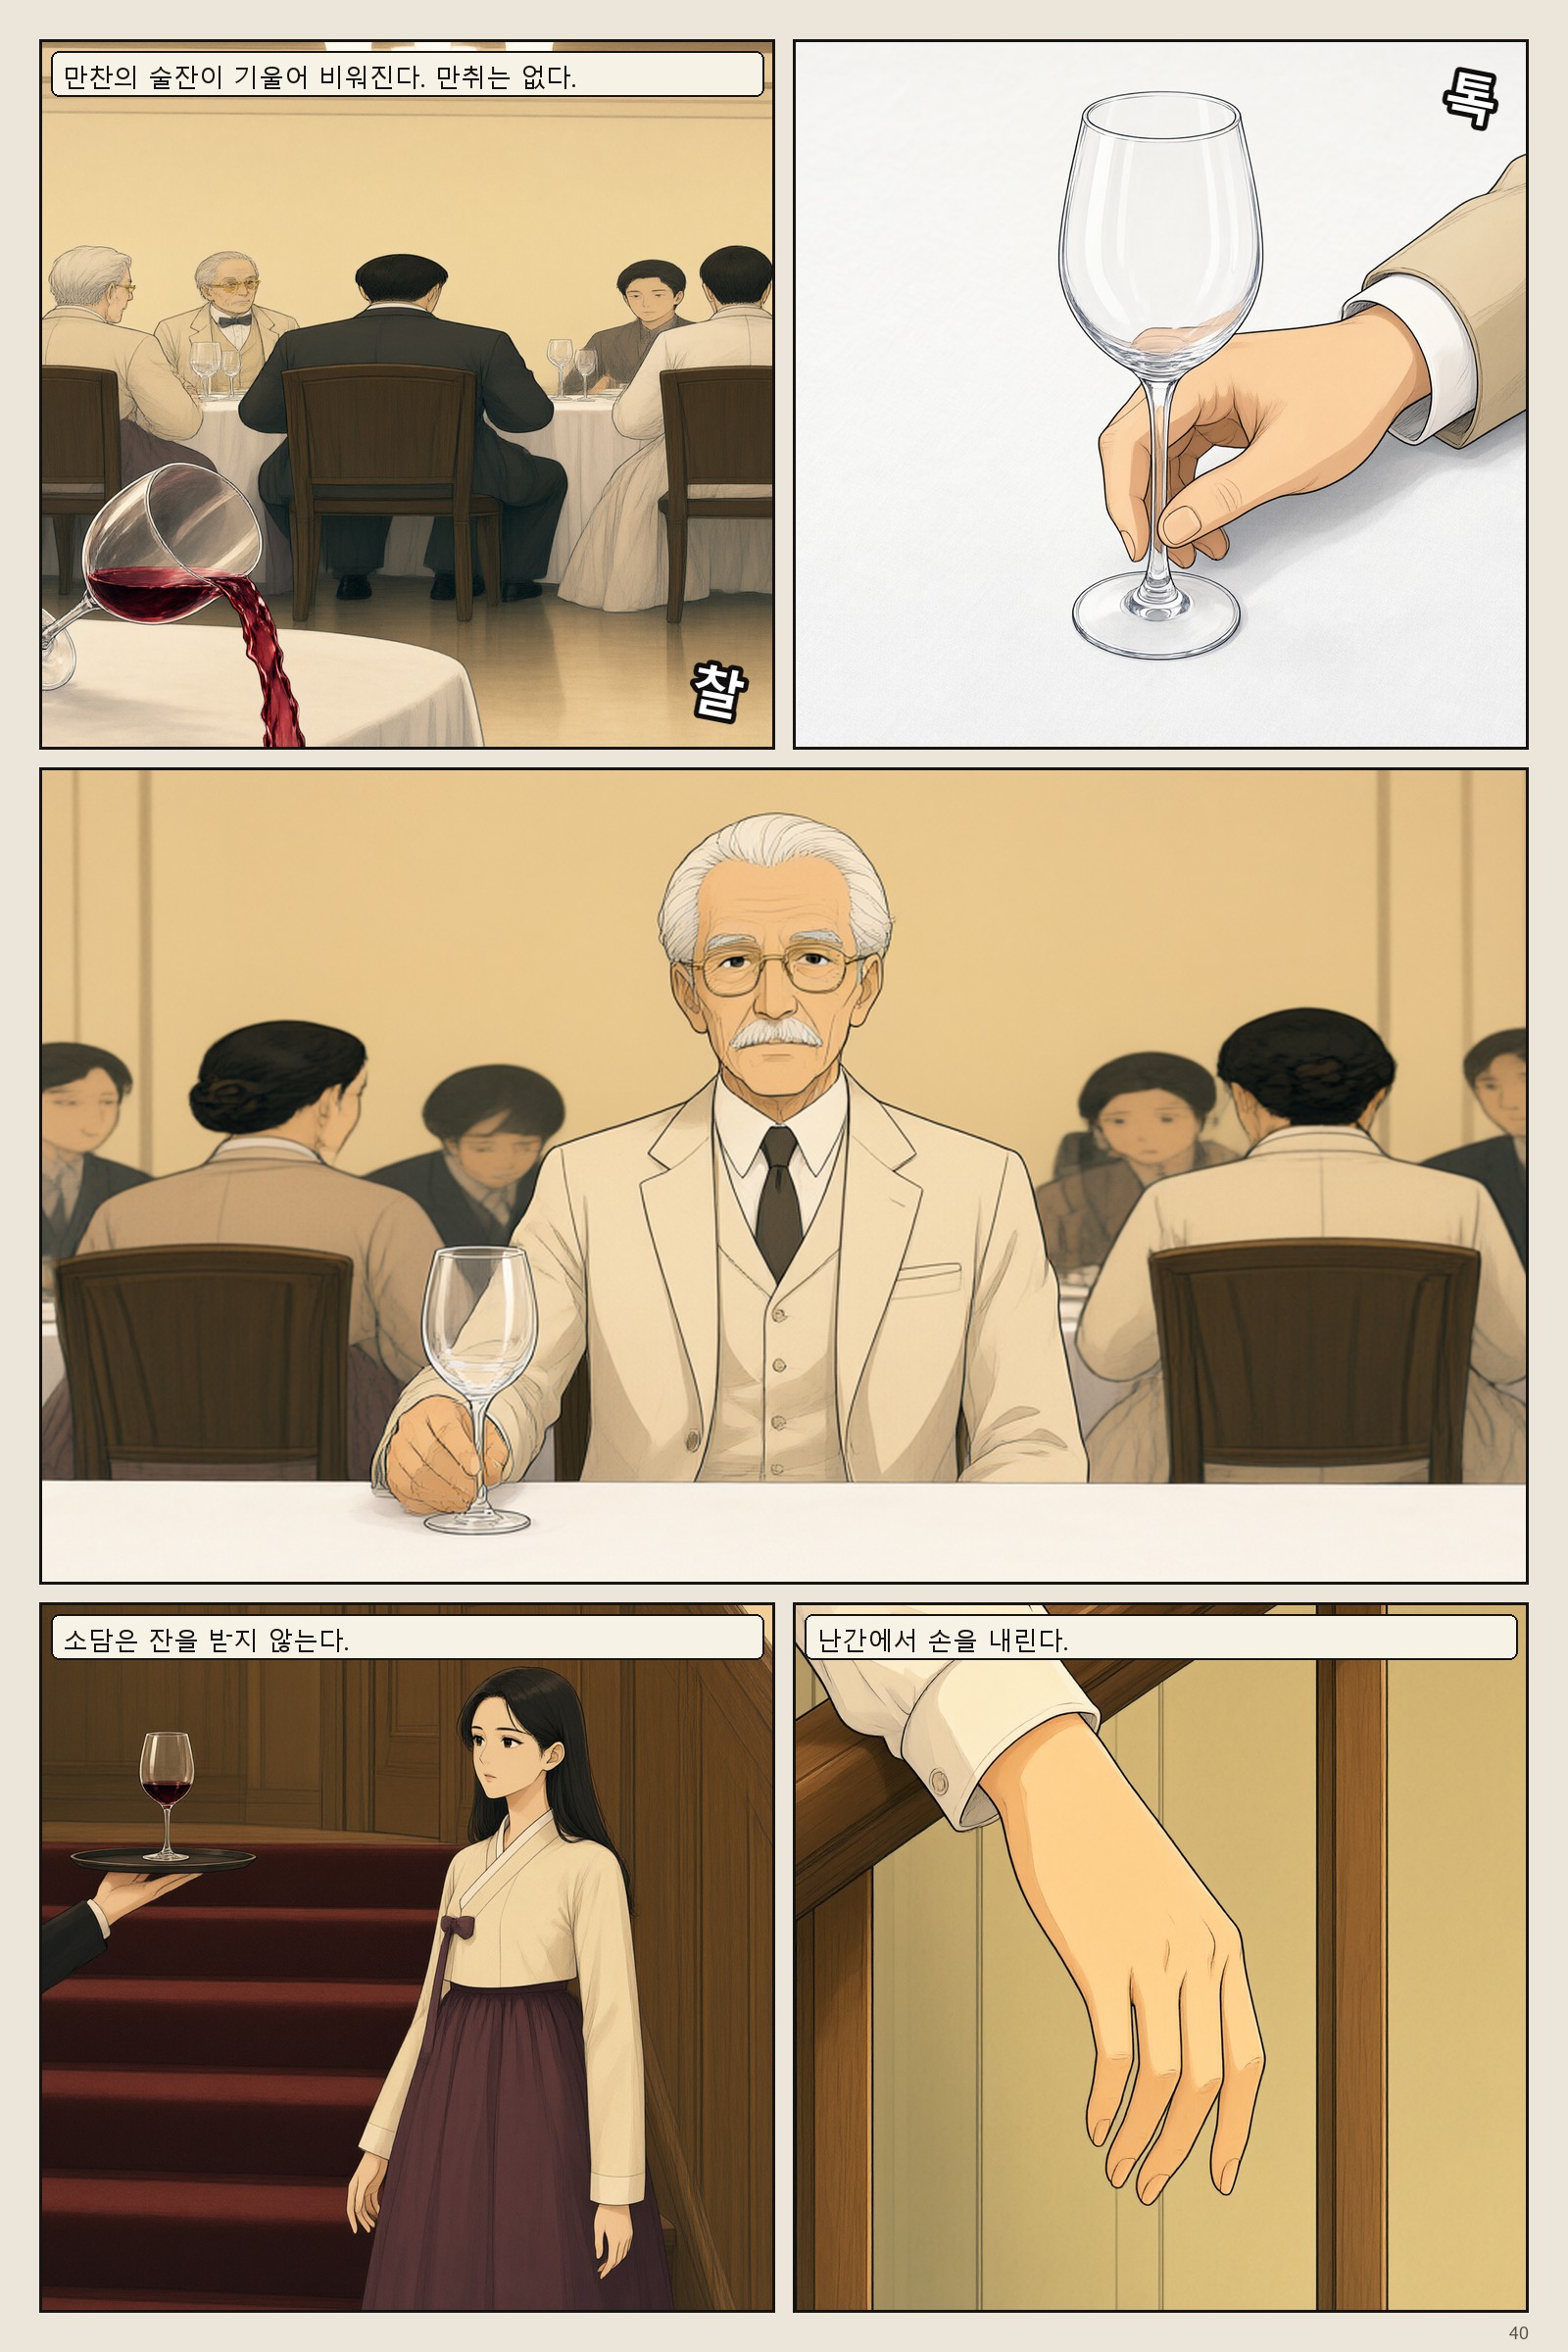 만찬의 술잔이 기울어 비워진다. 만취는 없다.
찰
톡
소담은 잔을 받지 않는다.
난간에서 손을 내린다.
40